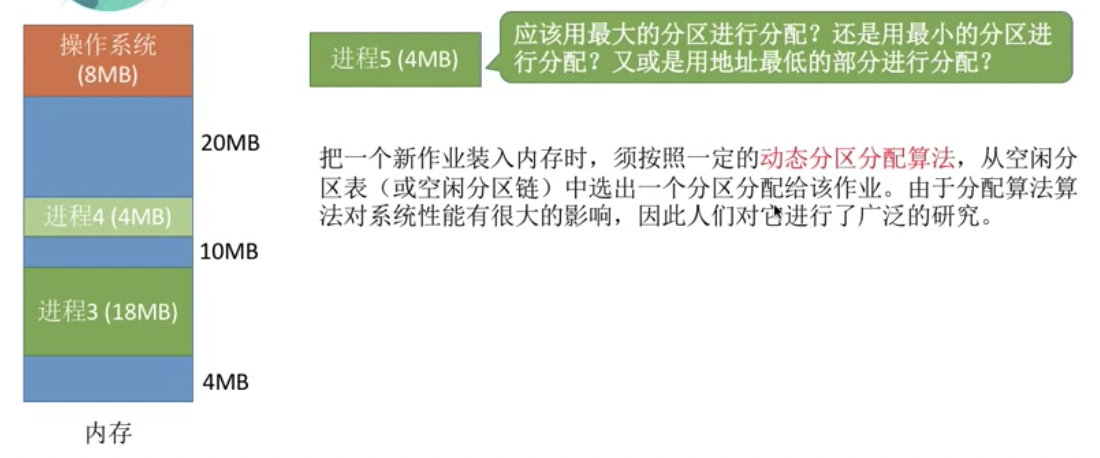 操作系统
(8MB)
20MB
进程4 (4MB)
10MB
进程3 (18MB)
4MB
内存
进程5 (4MB)
应该用最大的分区进行分配？还是用最小的分区进
行分配？又或是用地址最低的部分进行分配？
把一个新作业装入内存时，须按照一定的动态分区分配算法，从空闲分
区表（或空闲分区链）中选出一个分区分配给该作业。由于分配算法算
法对系统性能有很大的影响，因此人们对它进行了广泛的研究。